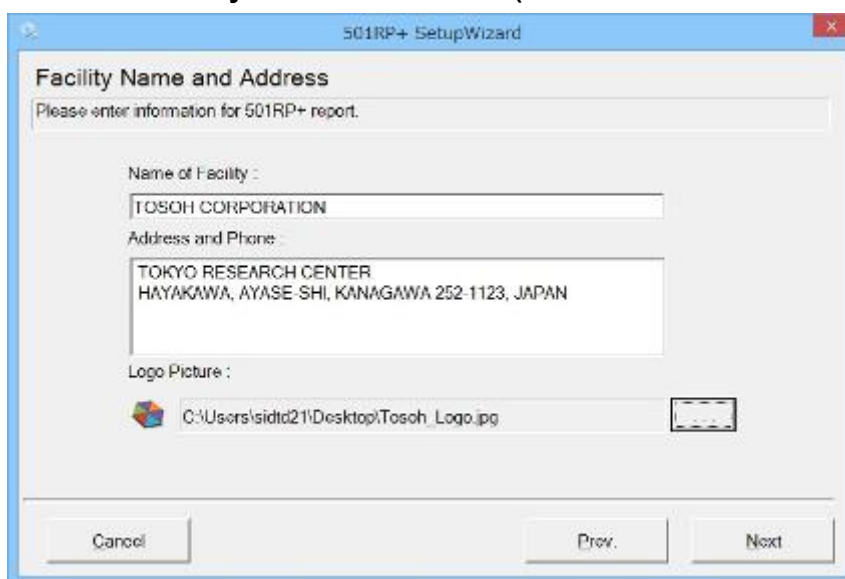 501RP+ SetupWizard
Facility Name and Address
Please enter information for 501RP+ report.
Name of Facility :
TOSOH CORPORATION
Address and Phone :
TOKYO RESEARCH CENTER
HAYAKAWA, AYASE-SHI, KANAGAWA 252-1123, JAPAN
Logo Picture :
C:\Users\sidtd21\Desktop\Tosoh_Logo.jpg
Cancel
Prev.
Next